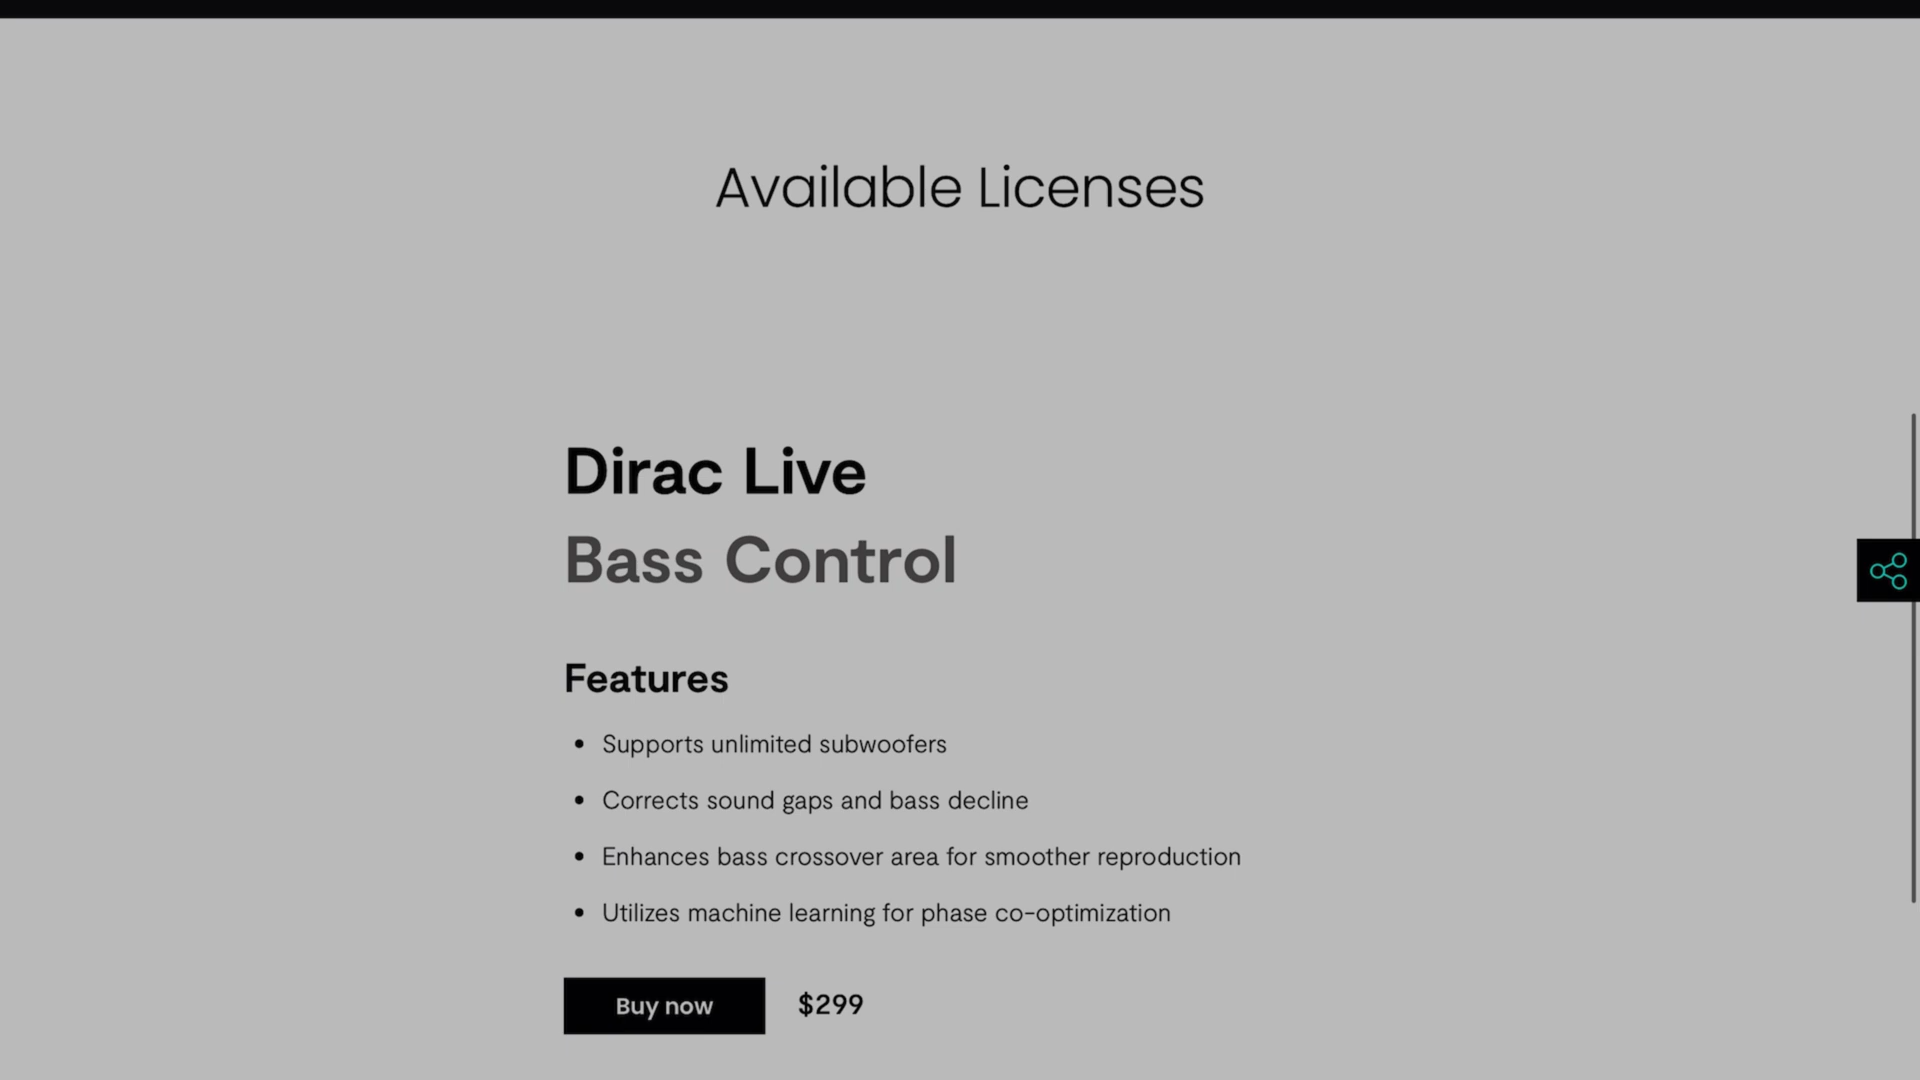 Available Licenses
Dirac Live
Bass Control
Features
Supports unlimited subwoofers
Corrects sound gaps and bass decline
Enhances bass crossover area for smoother reproduction
Utilizes machine learning for phase co-optimization
Buy now $299